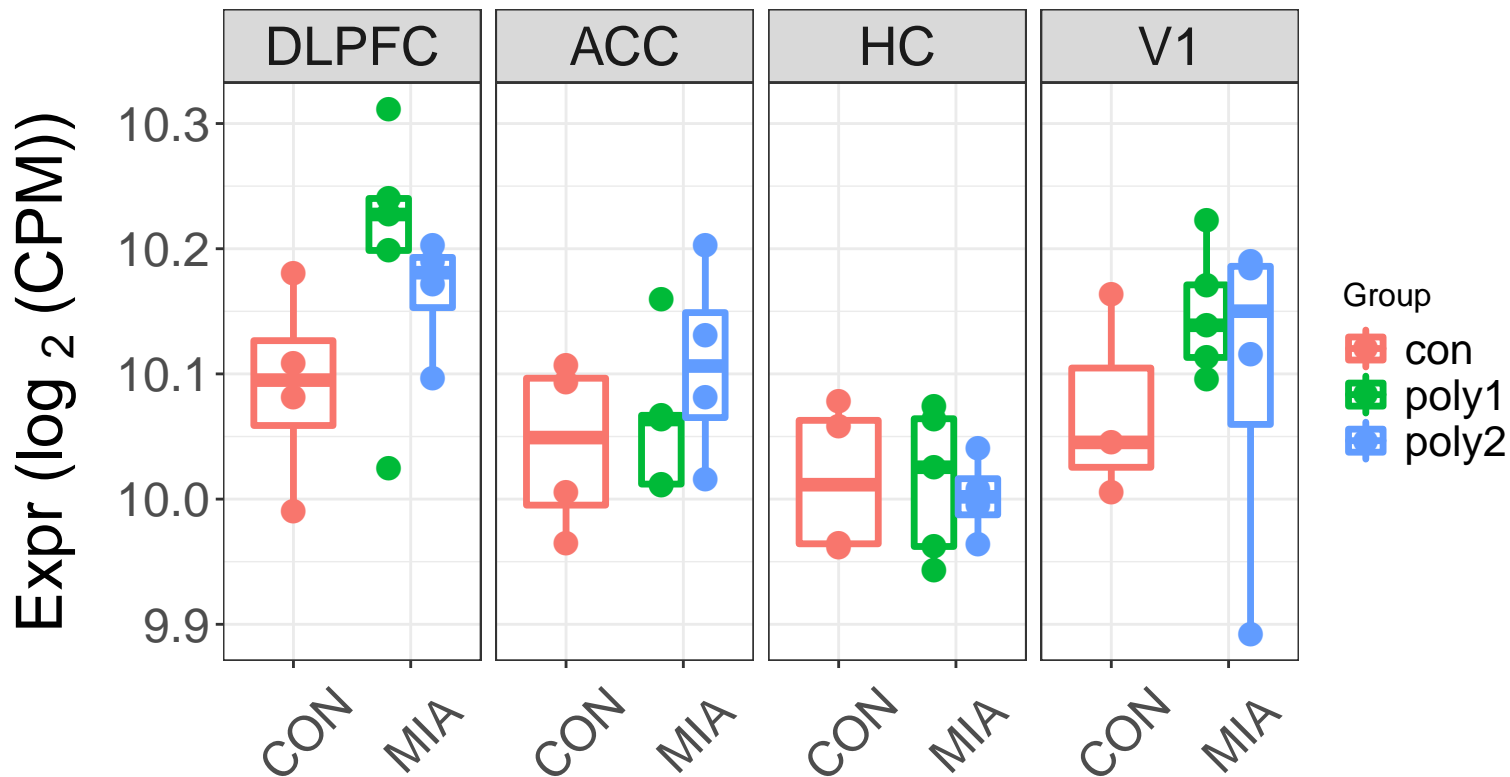 DLPFC ACC HC V1
Expr (log 2 (CPM))
10.3
10.2
10.1
10.0
9.9
CON MIA CON MIA CON MIA CON MIA
Group
con
poly1
poly2